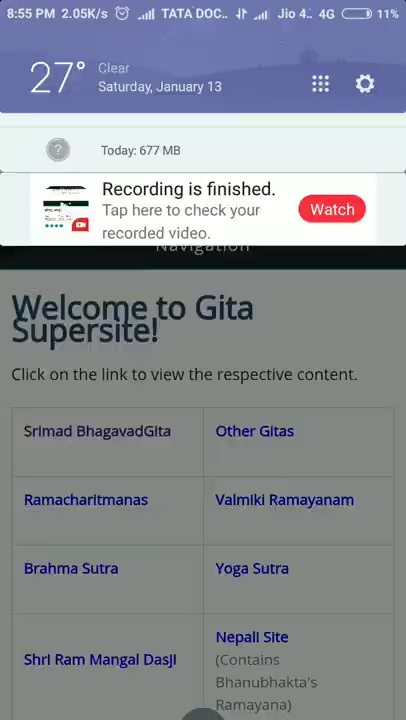 8:55 PM 2.05K/s TATA DOC.. Jio 4.. 4G 11%
27° Clear
Saturday, January 13
? Today: 677 MB
Recording is finished.
Tap here to check your
recorded video.
Watch
Navigation
Welcome to Gita
Supersite!
Click on the link to view the respective content.
Srimad BhagavadGita Other Gitas
Ramacharitmanas Valmiki Ramayanam
Brahma Sutra Yoga Sutra
Shri Ram Mangal Dasji
Nepali Site
(Contains
Bhanubhakta's
Ramayana)